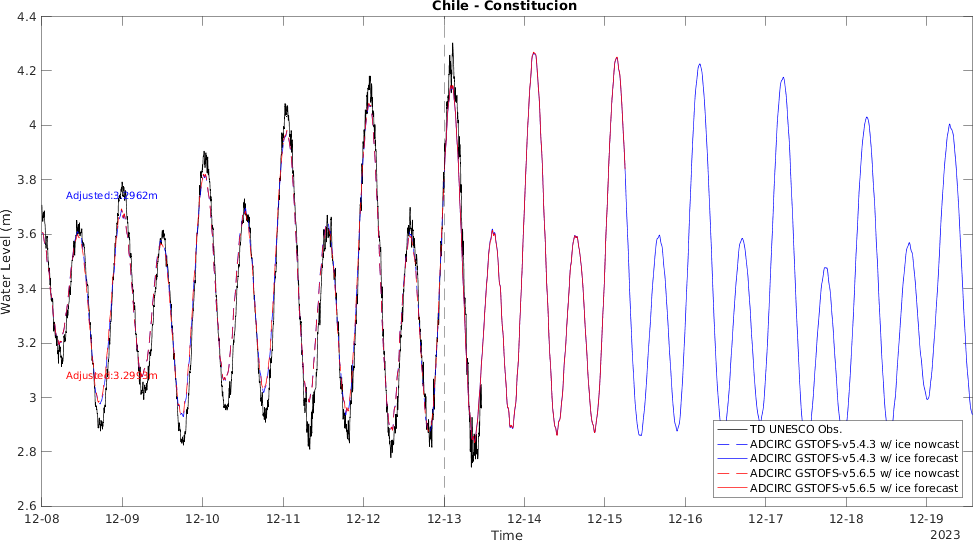 Chile - Constitucion
4.4
4.2
4
3.8
3.6
3.4
3.2
3
2.8
2.6
Water Level (m)
Adjusted:3.2962m
Adjusted:3.2993m
TD UNESCO Obs.
ADCIRC GSTOFS-v5.4.3 w/ ice nowcast
ADCIRC GSTOFS-v5.4.3 w/ ice forecast
ADCIRC GSTOFS-v5.6.5 w/ ice nowcast
ADCIRC GSTOFS-v5.6.5 w/ ice forecast
12-08 12-09 12-10 12-11 12-12 12-13 12-14 12-15 12-16 12-17 12-18 12-19
Time
2023